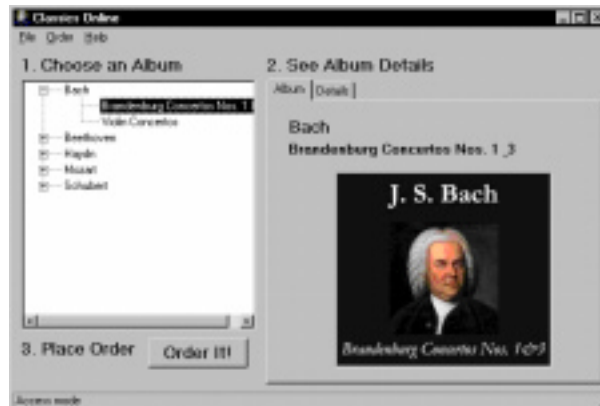 Classics Online
File Order Help
1. Choose an Album
Bach
Brandenburg Concertos Nos. 1
Violin Concertos
Beethoven
Haydn
Mozart
Schubert
3. Place Order
Order It!
2. See Album Details
Album Details
Bach
Brandenburg Concertos Nos. 1_3
J. S. Bach
Brandenburg Concertos Nos. 1&3
Access mode